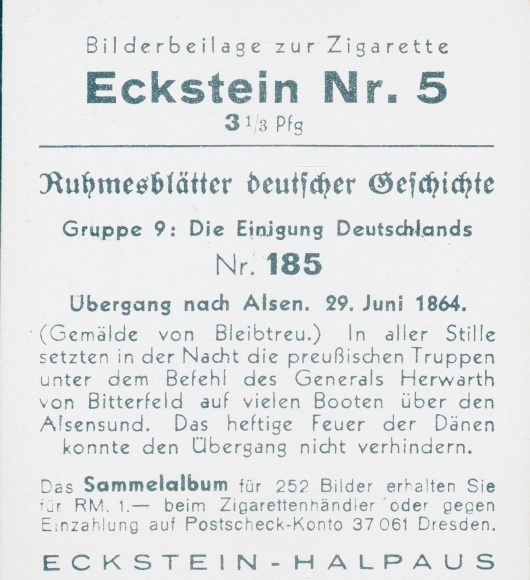 Bilderbeilage zur Zigarette
Eckstein Nr. 5
3 1/3 Pfg
Ruhmesblätter deutscher Geschichte
Gruppe 9: Die Einigung Deutschlands
Nr. 185
Übergang nach Alsen. 29. Juni 1864.
(Gemälde von Bleibtreu.) In aller Stille
setzten in der Nacht die preußischen Truppen
unter dem Befehl des Generals Herwarth
von Bitterfeld auf vielen Booten über den
Alsensund. Das heftige Feuer der Dänen
konnte den Übergang nicht verhindern.
Das Sammelalbum für 252 Bilder erhalten Sie
für RM. 1.— beim Zigarettenhändler oder gegen
Einzahlung auf Postscheck-Konto 37 061 Dresden.
ECKSTEIN-HALPAUS